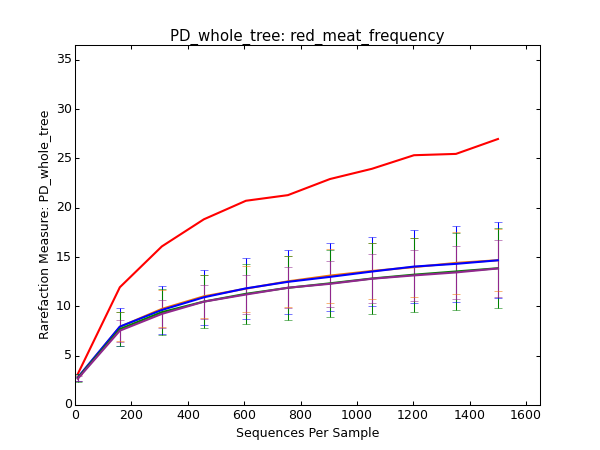 PD_whole_tree: red_meat_frequency
35
30
25
20
15
10
5
0
Rarefaction Measure: PD_whole_tree
0 200 400 600 800 1000 1200 1400 1600
Sequences Per Sample